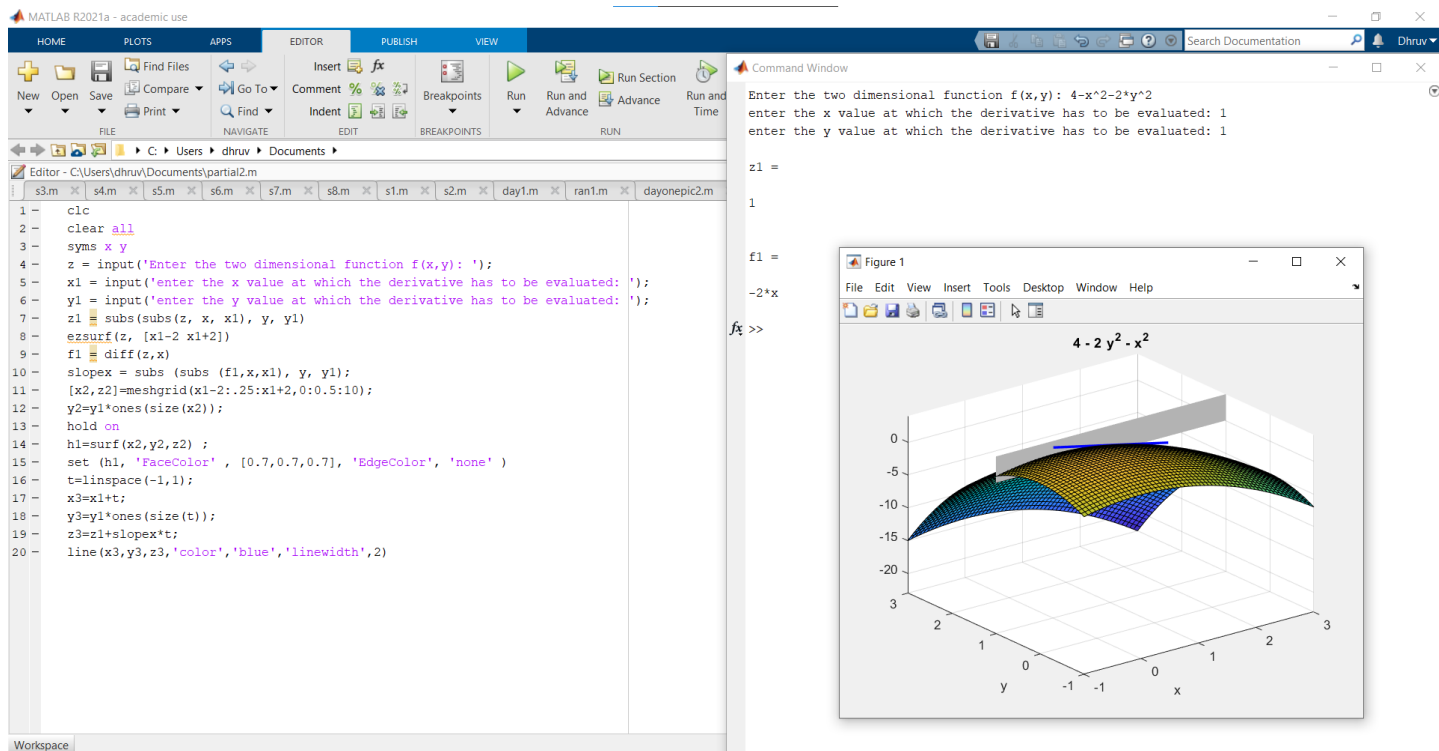 MATLAB R2021a - academic use
HOME PLOTS APPS EDITOR PUBLISH VIEW
Search Documentation
Dhruv
New Open Save
Find Files
Compare
Print
FILE
Go To
Find
NAVIGATE
Insert fx
Comment %
Indent
EDIT
Breakpoints
BREAKPOINTS
Run
Run and Advance
Run Section
Advance
Run and Time
RUN
C: Users dhruv Documents
Editor - C:\Users\dhruv\Documents\partial2.m
s3.m s4.m s5.m s6.m s7.m s8.m s1.m s2.m day1.m ran1.m dayonepic2.m
1 - clc
2 - clear all
3 - syms x y
4 - z = input('Enter the two dimensional function f(x,y): ');
5 - x1 = input('enter the x value at which the derivative has to be evaluated: ');
6 - y1 = input('enter the y value at which the derivative has to be evaluated: ');
7 - z1 = subs(subs(z, x, x1), y, y1)
8 - ezsurf(z, [x1-2 x1+2])
9 - f1 = diff(z,x)
10 - slopex = subs (subs (f1,x,x1), y, y1);
11 - [x2,z2]=meshgrid(x1-2:.25:x1+2,0:0.5:10);
12 - y2=y1*ones(size(x2));
13 - hold on
14 - h1=surf(x2,y2,z2) ;
15 - set (h1, 'FaceColor' , [0.7,0.7,0.7], 'EdgeColor', 'none' )
16 - t=linspace(-1,1);
17 - x3=x1+t;
18 - y3=y1*ones(size(t));
19 - z3=z1+slopex*t;
20 - line(x3,y3,z3,'color','blue','linewidth',2)
Workspace
Command Window
Enter the two dimensional function f(x,y): 4-x^2-2*y^2
enter the x value at which the derivative has to be evaluated: 1
enter the y value at which the derivative has to be evaluated: 1
z1 =
1
f1 =
-2*x
fx >>
Figure 1
File Edit View Insert Tools Desktop Window Help
4 - 2 y² - x²
0
-5
-10
-15
-20
3
2
1
0
-1
y
-1
0
1
2
3
x